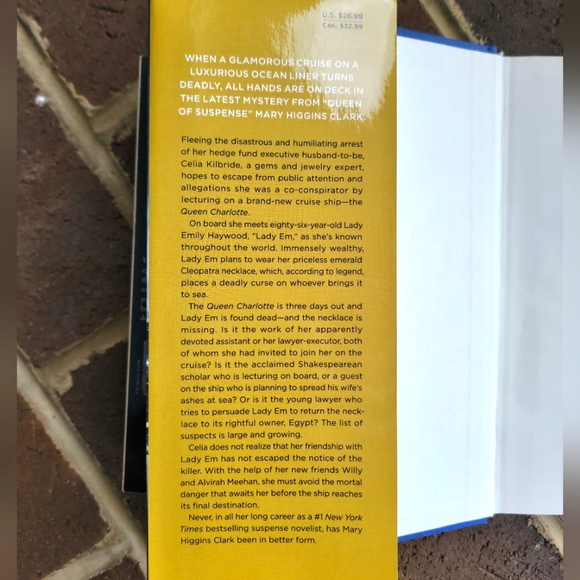 U.S. $26.99
Can. $32.99
WHEN A GLAMOROUS CRUISE ON A
LUXURIOUS OCEAN LINER TURNS
DEADLY, ALL HANDS ARE ON DECK IN
THE LATEST MYSTERY FROM "QUEEN
OF SUSPENSE" MARY HIGGINS CLARK.
Fleeing the disastrous and humiliating arrest
of her hedge fund executive husband-to-be,
Celia Kilbride, a gems and jewelry expert,
hopes to escape from public attention and
allegations she was a co-conspirator by
lecturing on a brand-new cruise ship—the
Queen Charlotte.
On board she meets eighty-six-year-old Lady
Emily Haywood, "Lady Em," as she's known
throughout the world. Immensely wealthy,
Lady Em plans to wear her priceless emerald
Cleopatra necklace, which, according to legend,
places a deadly curse on whoever brings it
to sea.
The Queen Charlotte is three days out and
Lady Em is found dead—and the necklace is
missing. Is it the work of her apparently
devoted assistant or her lawyer-executor, both
of whom she had invited to join her on the
cruise? Is it the acclaimed Shakespearean
scholar who is lecturing on board, or a guest
on the ship who is planning to spread his wife's
ashes at sea? Or is it the young lawyer who
tries to persuade Lady Em to return the neck-
lace to its rightful owner, Egypt? The list of
suspects is large and growing.
Celia does not realize that her friendship with
Lady Em has not escaped the notice of the
killer. With the help of her new friends Willy
and Alvirah Meehan, she must avoid the mortal
danger that awaits her before the ship reaches
its final destination.
Never, in all her long career as a #1 New York
Times bestselling suspense novelist, has Mary
Higgins Clark been in better form.